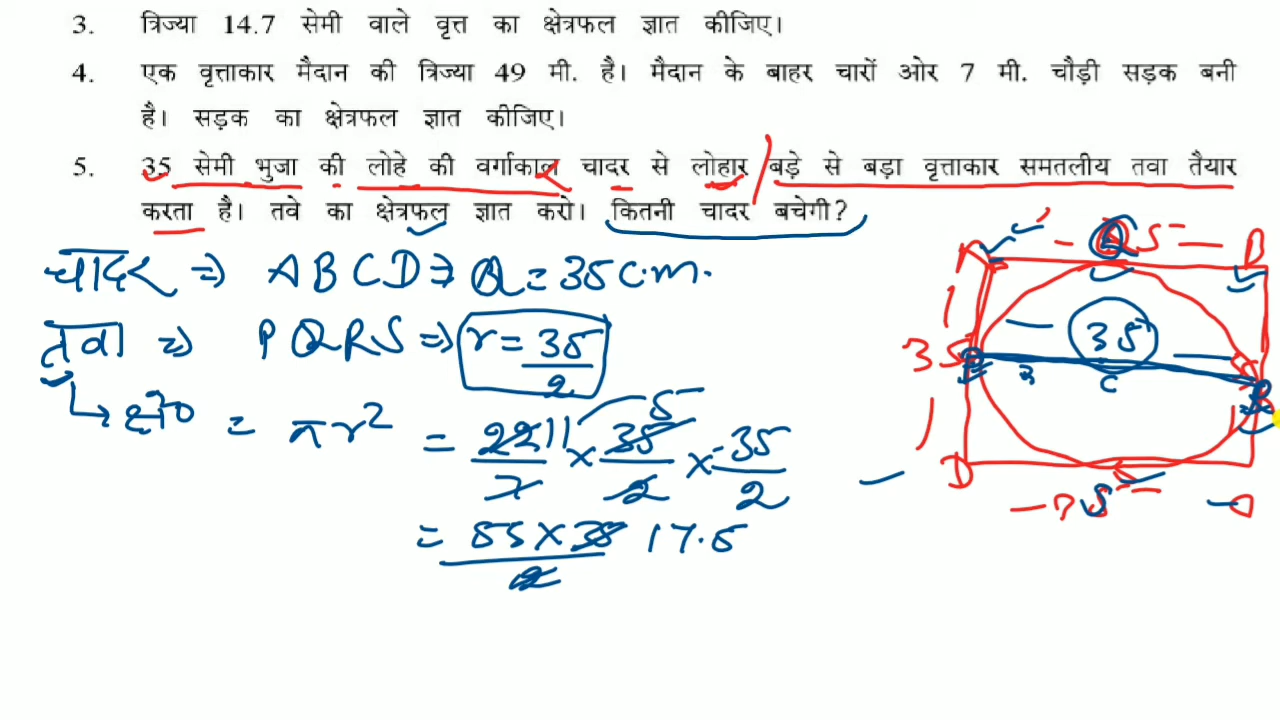 3. त्रिज्या 14.7 सेमी वाले वृत्त का क्षेत्रफल ज्ञात कीजिए।
4. एक वृत्ताकार मैदान की त्रिज्या 49 मी. है। मैदान के बाहर चारों ओर 7 मी. चौड़ी सड़क बनी
है। सड़क का क्षेत्रफल ज्ञात कीजिए।
5. 35 सेमी भुजा की लोहे की वर्गाकाल चादर से लोहार बड़े से बड़ा वृत्ताकार समतलीय तवा तैयार
करता है। तवे का क्षेत्रफल ज्ञात करो। कितनी चादर बचेगी?
चादर ⇒ ABCD ⇒ = 35 c.m.
तवा ⇒ PQRS ⇒ r = 35/2
क्षे० = πr² = 22/7 11 × 35/2 5 × 35/2
= 55 × 35/2 17.5
A B
35
35
D